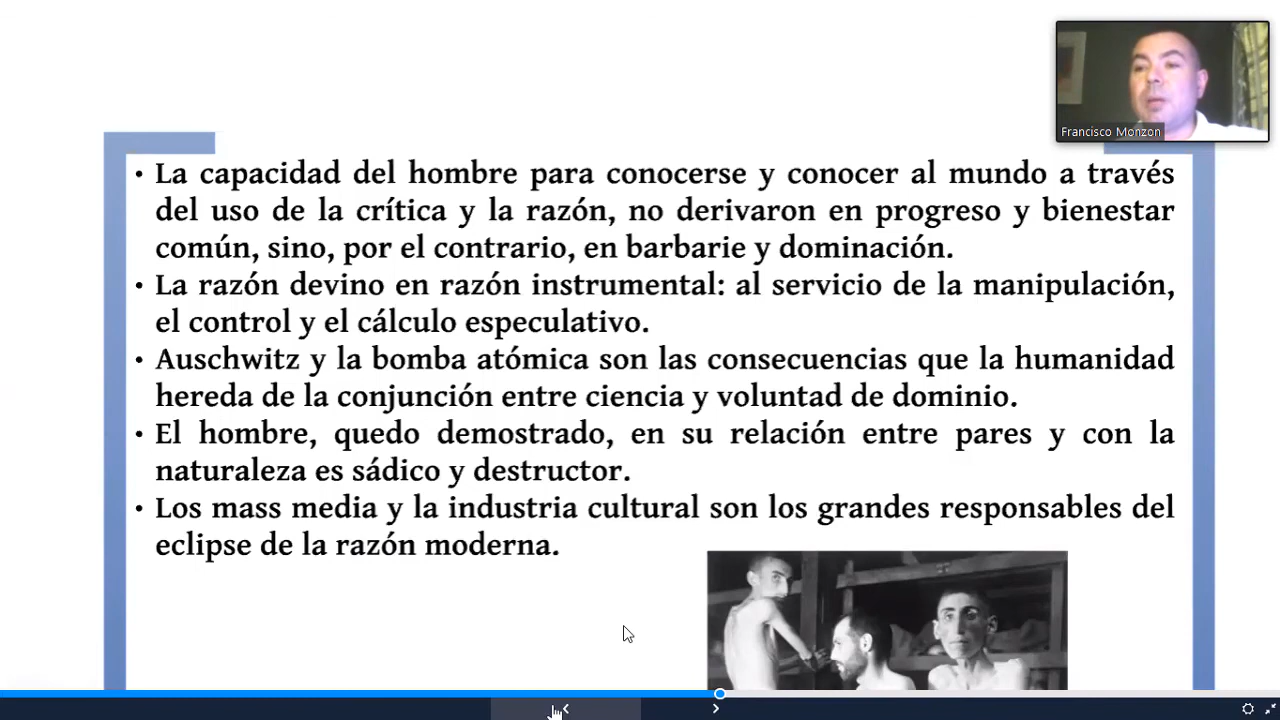 Francisco Monzon
• La capacidad del hombre para conocerse y conocer al mundo a través
del uso de la crítica y la razón, no derivaron en progreso y bienestar
común, sino, por el contrario, en barbarie y dominación.
• La razón devino en razón instrumental: al servicio de la manipulación,
el control y el cálculo especulativo.
• Auschwitz y la bomba atómica son las consecuencias que la humanidad
hereda de la conjunción entre ciencia y voluntad de dominio.
• El hombre, quedo demostrado, en su relación entre pares y con la
naturaleza es sádico y destructor.
• Los mass media y la industria cultural son los grandes responsables del
eclipse de la razón moderna.